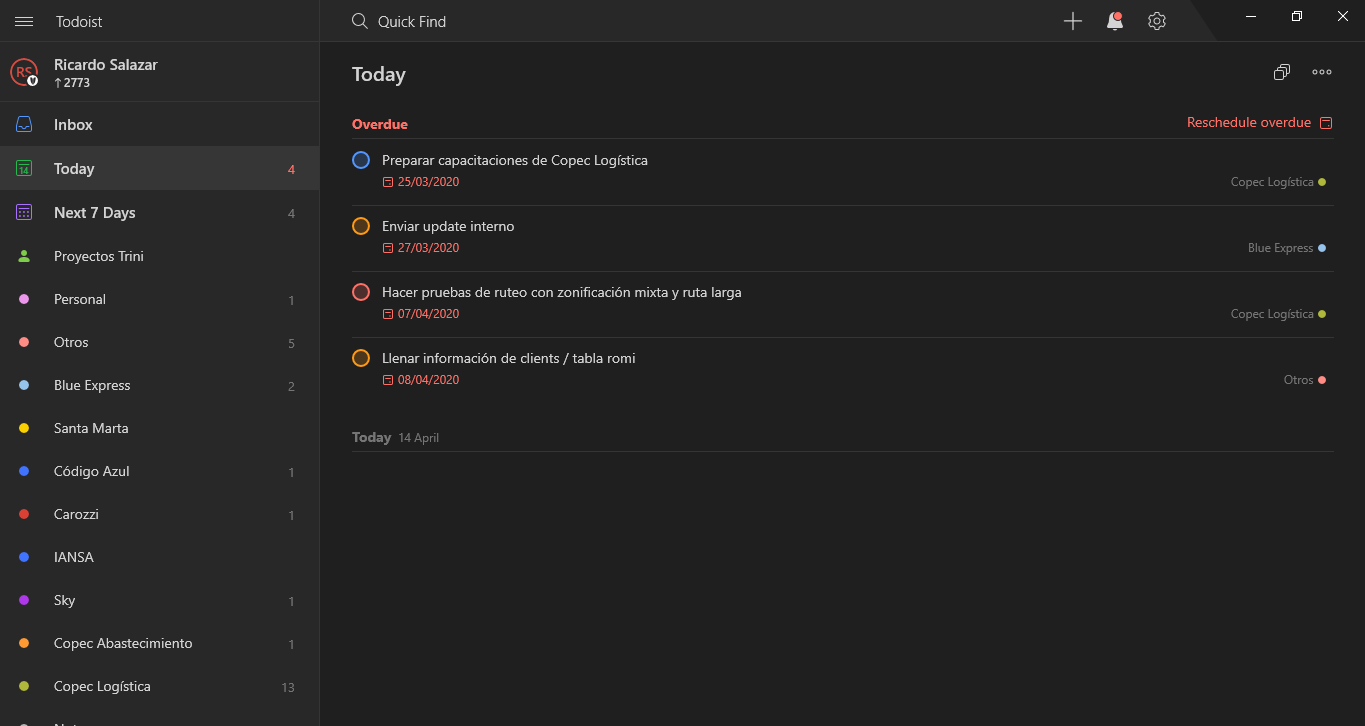 Todoist
Quick Find
RS
Ricardo Salazar
↑2773
Inbox
14
Today 4
Next 7 Days 4
Proyectos Trini
Personal 1
Otros 5
Blue Express 2
Santa Marta
Código Azul 1
Carozzi 1
IANSA
Sky 1
Copec Abastecimiento 1
Copec Logística 13
Today
Overdue Reschedule overdue
Preparar capacitaciones de Copec Logística
25/03/2020 Copec Logística
Enviar update interno
27/03/2020 Blue Express
Hacer pruebas de ruteo con zonificación mixta y ruta larga
07/04/2020 Copec Logística
Llenar información de clients / tabla romi
08/04/2020 Otros
Today 14 April